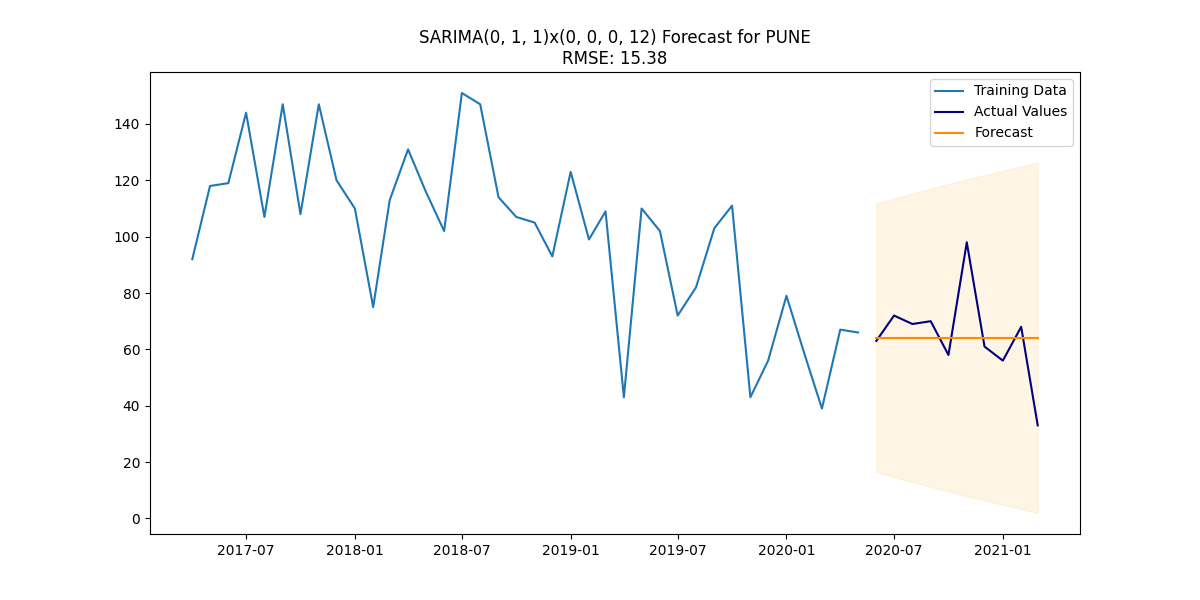 SARIMA(0, 1, 1)x(0, 0, 0, 12) Forecast for PUNE
RMSE: 15.38
Training Data
Actual Values
Forecast
140
120
100
80
60
40
20
0
2017-07 2018-01 2018-07 2019-01 2019-07 2020-01 2020-07 2021-01